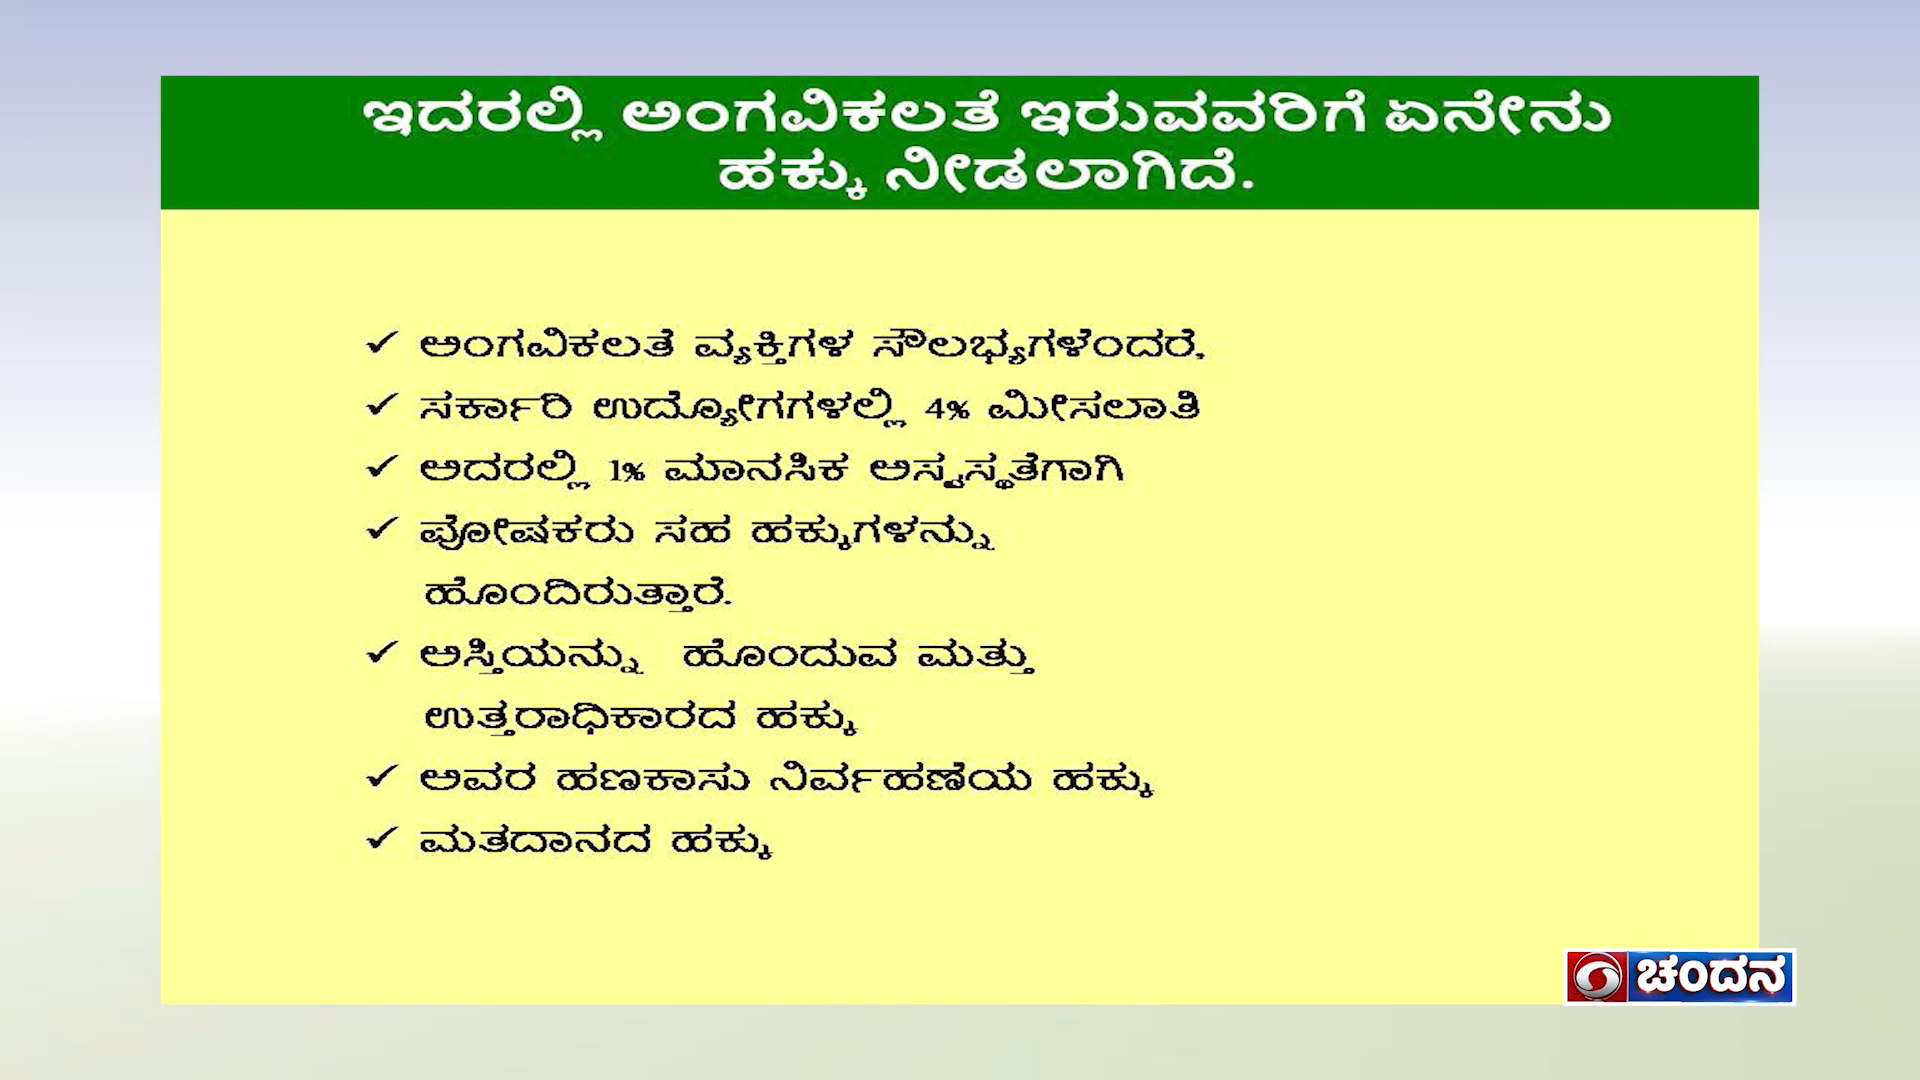 ಇದರಲ್ಲಿ ಅಂಗವಿಕಲತೆ ಇರುವವರಿಗೆ ಏನೇನು
ಹಕ್ಕು ನೀಡಲಾಗಿದೆ.
✓ ಅಂಗವಿಕಲತೆ ವ್ಯಕ್ತಿಗಳ ಸೌಲಭ್ಯಗಳೆಂದರೆ,
✓ ಸರ್ಕಾರಿ ಉದ್ಯೋಗಗಳಲ್ಲಿ 4% ಮೀಸಲಾತಿ
✓ ಅದರಲ್ಲಿ 1% ಮಾನಸಿಕ ಅಸ್ವಸ್ಥತೆಗಾಗಿ
✓ ಪೋಷಕರು ಸಹ ಹಕ್ಕುಗಳನ್ನು
ಹೊಂದಿರುತ್ತಾರೆ.
✓ ಅಸ್ತಿಯನ್ನು ಹೊಂದುವ ಮತ್ತು
ಉತ್ತರಾಧಿಕಾರದ ಹಕ್ಕು
✓ ಅವರ ಹಣಕಾಸು ನಿರ್ವಹಣೆಯ ಹಕ್ಕು
✓ ಮತದಾನದ ಹಕ್ಕು
ಚಂದನ